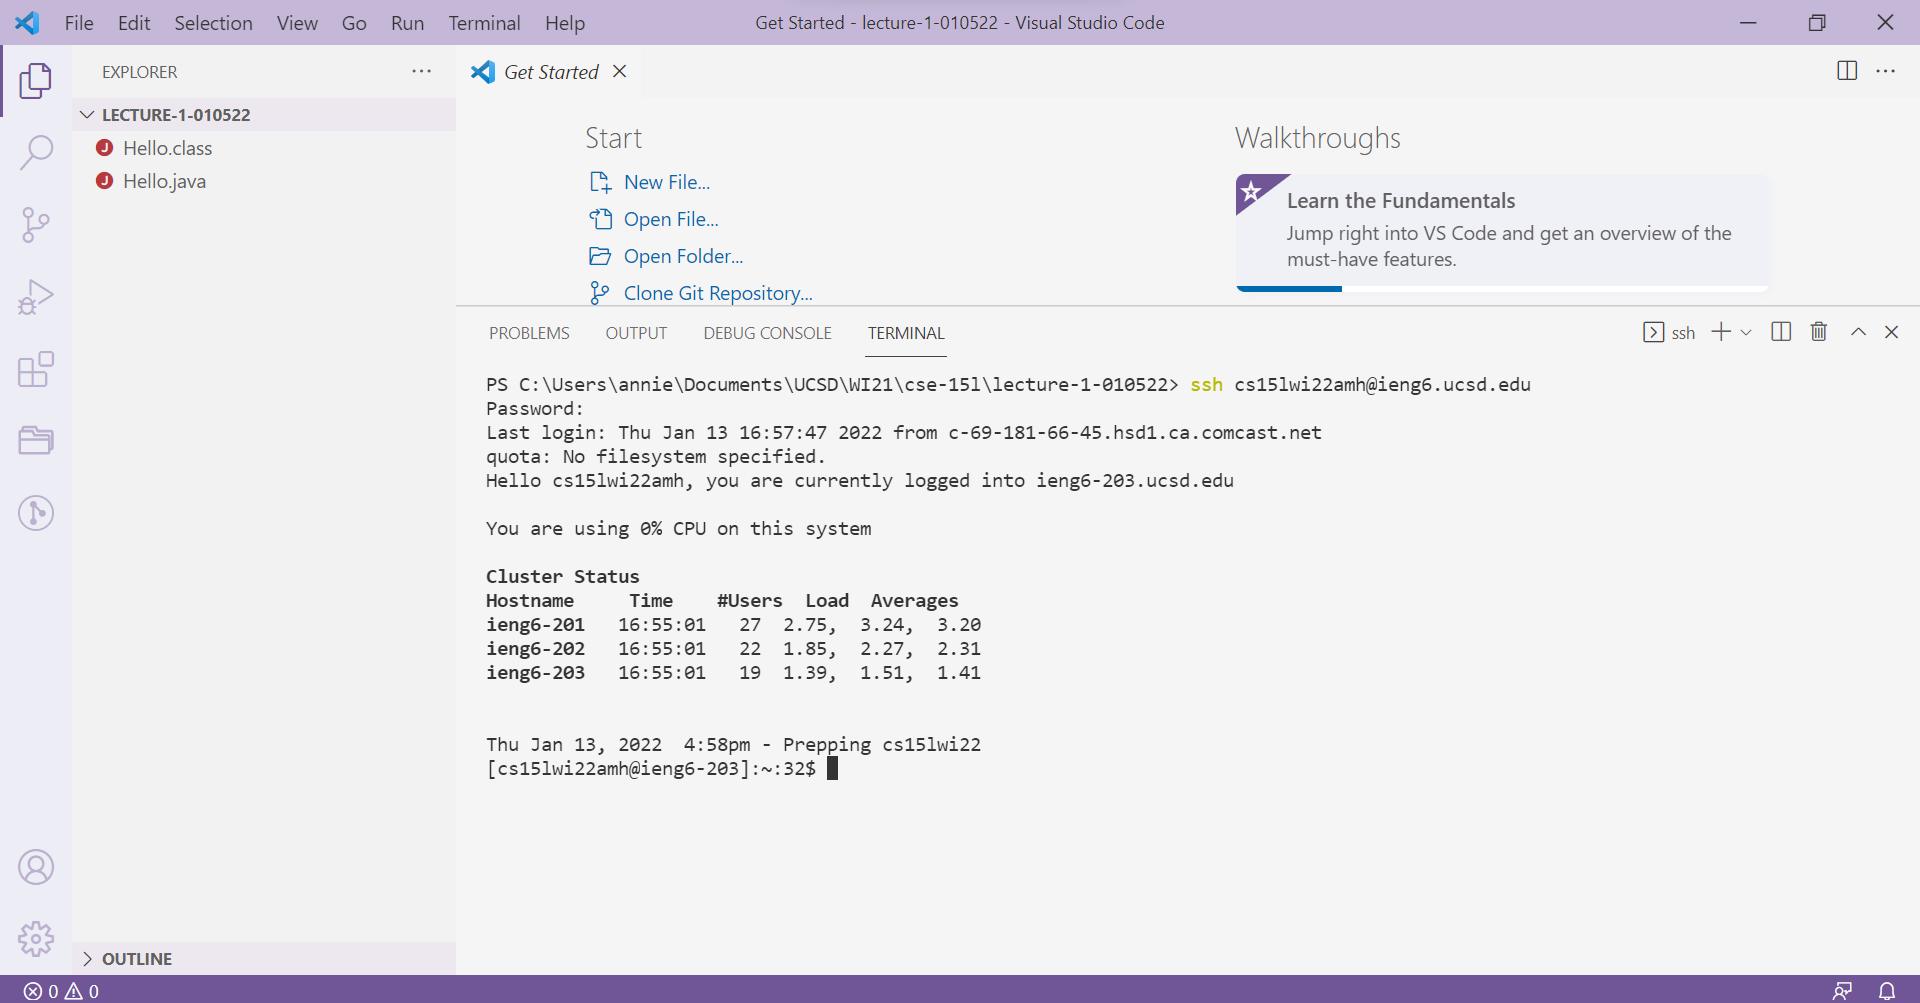 File Edit Selection View Go Run Terminal Help
Get Started - lecture-1-010522 - Visual Studio Code
EXPLORER
LECTURE-1-010522
J Hello.class
J Hello.java
OUTLINE
Get Started
Start
New File...
Open File...
Open Folder...
Clone Git Repository...
Walkthroughs
Learn the Fundamentals
Jump right into VS Code and get an overview of the
must-have features.
PROBLEMS OUTPUT DEBUG CONSOLE TERMINAL
ssh
PS C:\Users\annie\Documents\UCSD\WI21\cse-15l\lecture-1-010522> ssh cs15lwi22amh@ieng6.ucsd.edu
Password:
Last login: Thu Jan 13 16:57:47 2022 from c-69-181-66-45.hsd1.ca.comcast.net
quota: No filesystem specified.
Hello cs15lwi22amh, you are currently logged into ieng6-203.ucsd.edu
You are using 0% CPU on this system
Cluster Status
Hostname Time #Users Load Averages
ieng6-201 16:55:01 27 2.75, 3.24, 3.20
ieng6-202 16:55:01 22 1.85, 2.27, 2.31
ieng6-203 16:55:01 19 1.39, 1.51, 1.41
Thu Jan 13, 2022 4:58pm - Prepping cs15lwi22
[cs15lwi22amh@ieng6-203]:~:32$
0 0